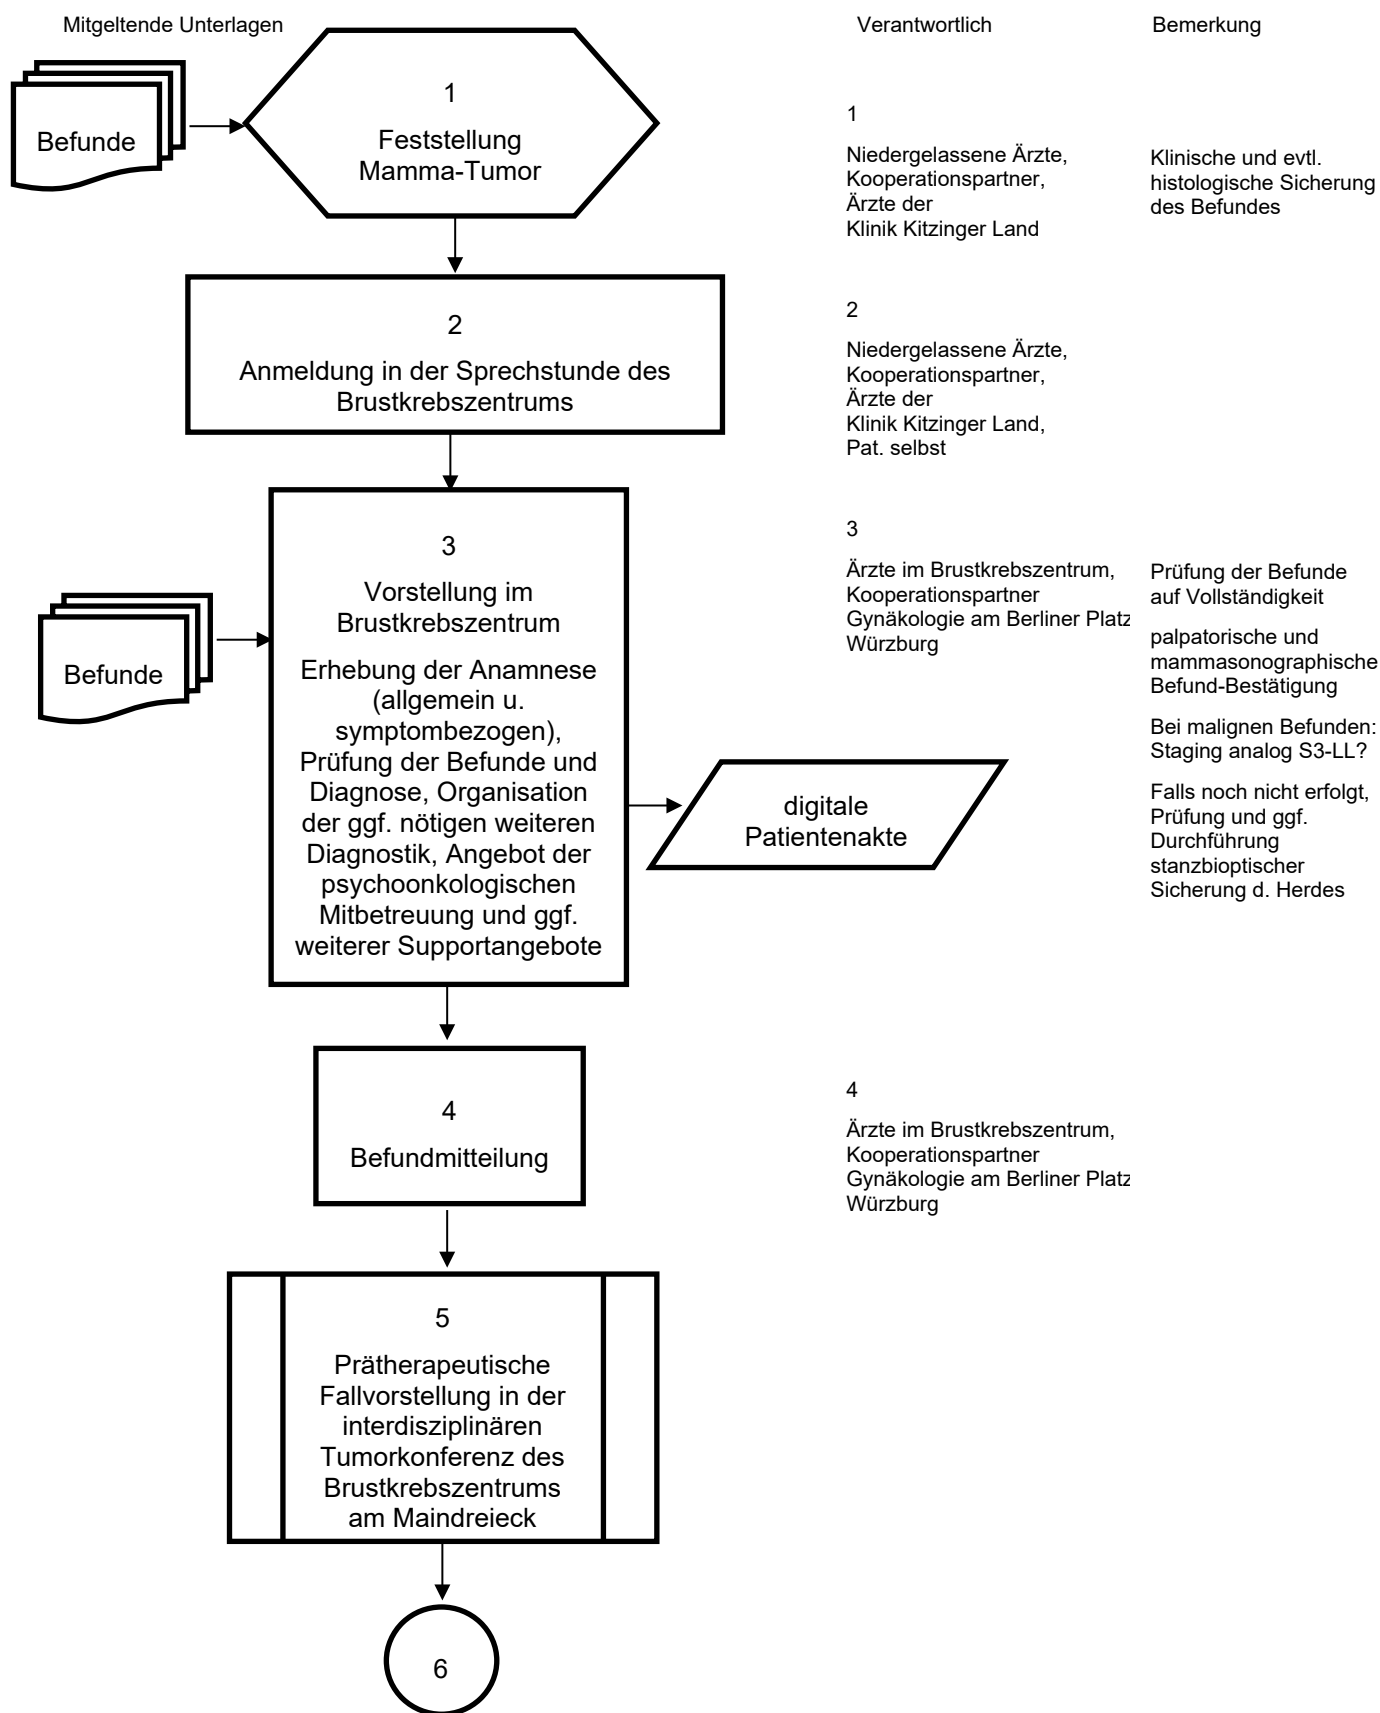 Mitgeltende Unterlagen
Verantwortlich
Bemerkung
Befunde
1
Feststellung
Mamma-Tumor
1
Niedergelassene Ärzte,
Kooperationspartner,
Ärzte der
Klinik Kitzinger Land
Klinische und evtl.
histologische Sicherung
des Befundes
2
Anmeldung in der Sprechstunde des
Brustkrebszentrums
2
Niedergelassene Ärzte,
Kooperationspartner,
Ärzte der
Klinik Kitzinger Land,
Pat. selbst
Befunde
3
Vorstellung im
Brustkrebszentrum
Erhebung der Anamnese
(allgemein u.
symptombezogen),
Prüfung der Befunde und
Diagnose, Organisation
der ggf. nötigen weiteren
Diagnostik, Angebot der
psychoonkologischen
Mitbetreuung und ggf.
weiterer Supportangebote
digitale
Patientenakte
3
Ärzte im Brustkrebszentrum,
Kooperationspartner
Gynäkologie am Berliner Platz
Würzburg
Prüfung der Befunde
auf Vollständigkeit
palpatorische und
mammasonographische
Befund-Bestätigung
Bei malignen Befunden:
Staging analog S3-LL?
Falls noch nicht erfolgt,
Prüfung und ggf.
Durchführung
stanzbioptischer
Sicherung d. Herdes
4
Befundmitteilung
4
Ärzte im Brustkrebszentrum,
Kooperationspartner
Gynäkologie am Berliner Platz
Würzburg
5
Prätherapeutische
Fallvorstellung in der
interdisziplinären
Tumorkonferenz des
Brustkrebszentrums
am Maindreieck
6